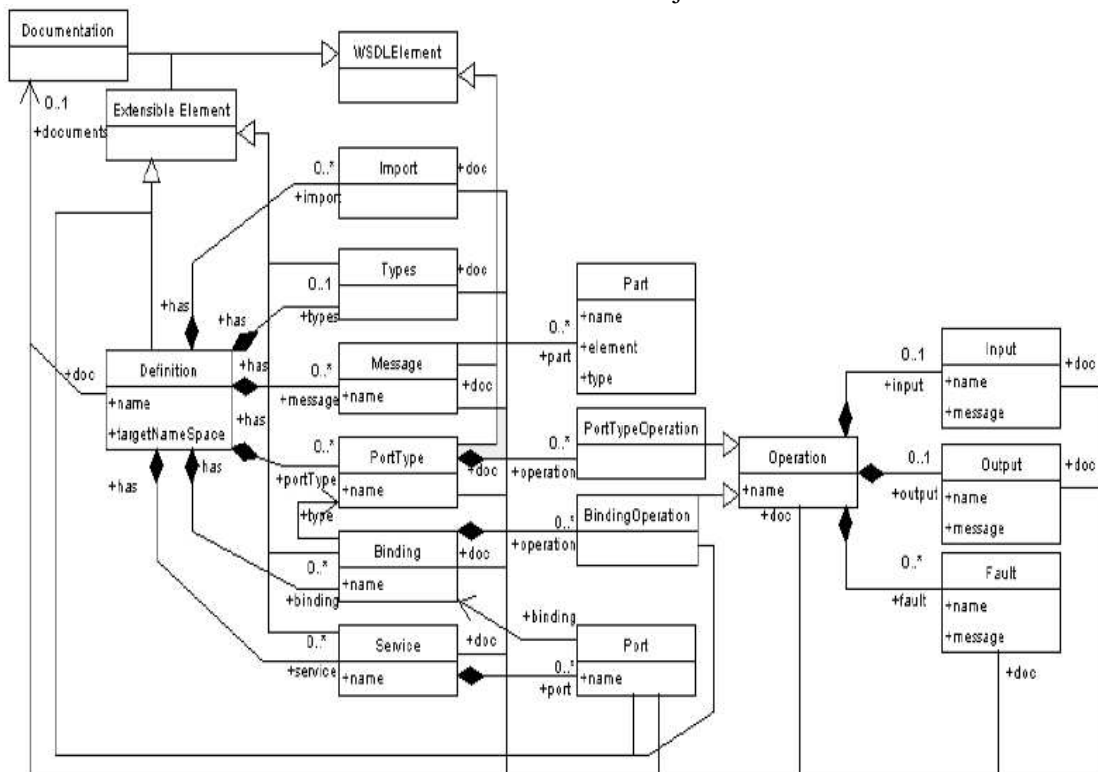 Documentation
WSDLElement
0..1
Extensible Element
+documents
0..*
Import
+doc
+import
Types
+doc
0..1
+has
+has
+types
Part
+name
0..*
+element
+part
+type
+has
+doc
Definition
+name
+targetNameSpace
0..*
Message
+doc
+message
+name
0..1
Input
+doc
+input
+name
+message
+has
0..*
PortType
+doc
+portType
+name
+type
PortTypeOperation
0..*
+operation
Operation
+name
+doc
0..1
Output
+doc
+output
+name
+message
+has
has
BindingOperation
0..*
+operation
Binding
+doc
0..*
+name
+binding
0..*
Fault
+fault
+name
+message
+doc
+binding
0..*
Service
+doc
+service
+name
Port
0..*
+name
+port